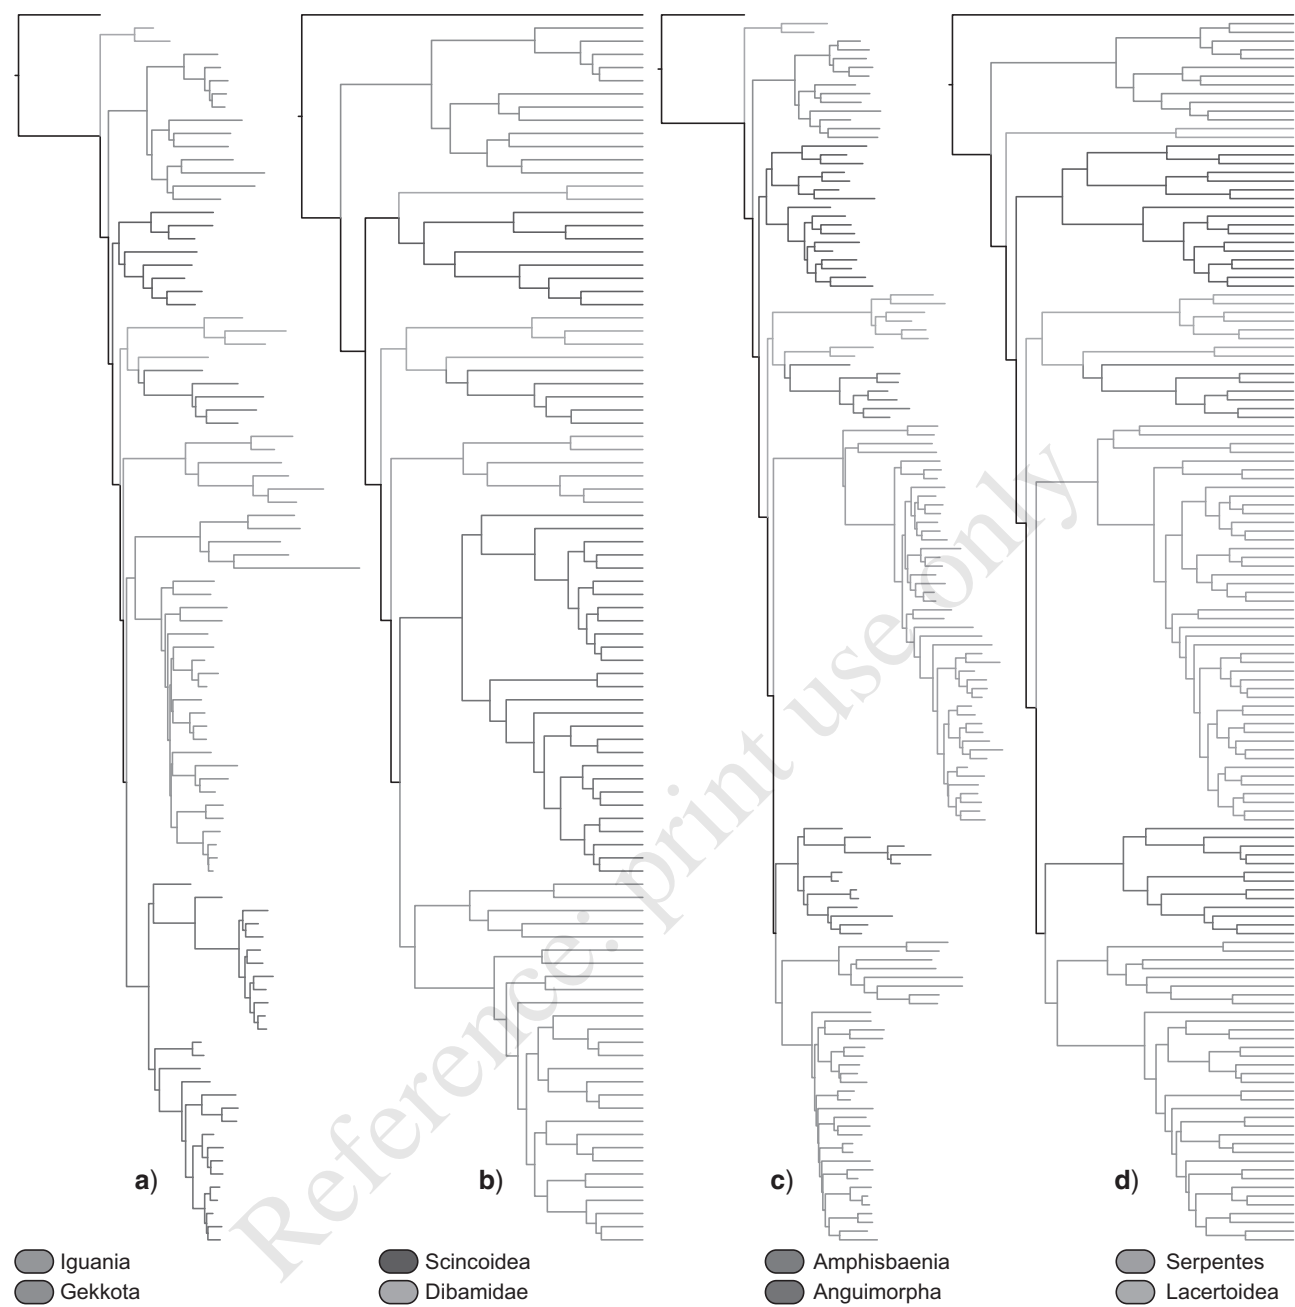 Reference: print use only
a) b) c) d)
Iguania Scincoidea Amphisbaenia Serpentes
Gekkota Dibamidae Anguimorpha Lacertoidea